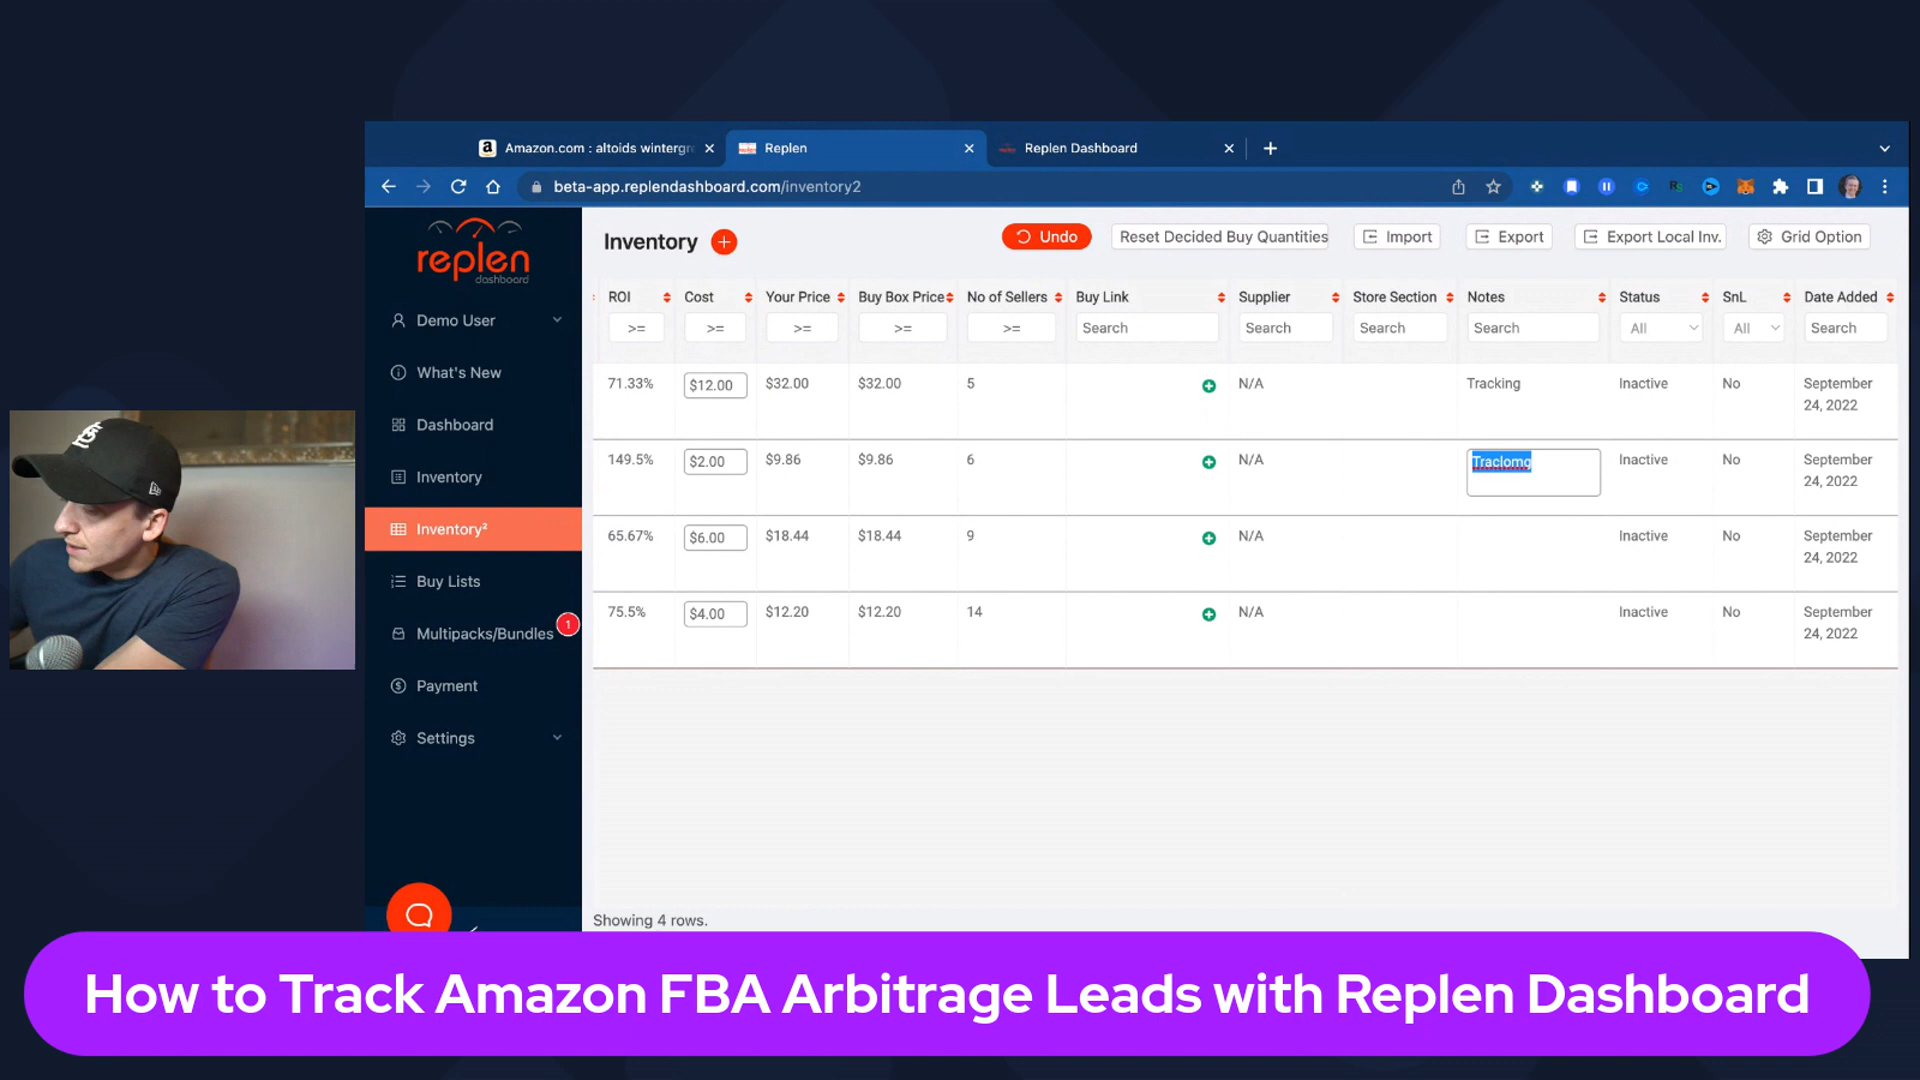 Amazon.com : altoids wintergr
Replen
Replen Dashboard
beta-app.replendashboard.com/inventory2
replen
dashboard
Demo User
What's New
Dashboard
Inventory
Inventory²
Buy Lists
Multipacks/Bundles
1
Payment
Settings
Inventory
Undo
Reset Decided Buy Quantities
Import
Export
Export Local Inv.
Grid Option
ROI Cost Your Price Buy Box Price No of Sellers Buy Link Supplier Store Section Notes Status SnL Date Added
>= >= >= >= >= Search Search Search Search All All Search
71.33% $12.00 $32.00 $32.00 5 N/A Tracking Inactive No September
24, 2022
149.5% $2.00 $9.86 $9.86 6 N/A Traclomg Inactive No September
24, 2022
65.67% $6.00 $18.44 $18.44 9 N/A Inactive No September
24, 2022
75.5% $4.00 $12.20 $12.20 14 N/A Inactive No September
24, 2022
Showing 4 rows.
How to Track Amazon FBA Arbitrage Leads with Replen Dashboard